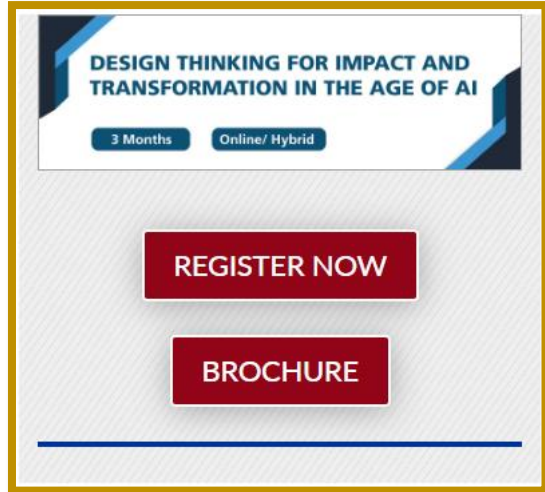 DESIGN THINKING FOR IMPACT AND
TRANSFORMATION IN THE AGE OF AI
3 Months Online/ Hybrid
REGISTER NOW
BROCHURE